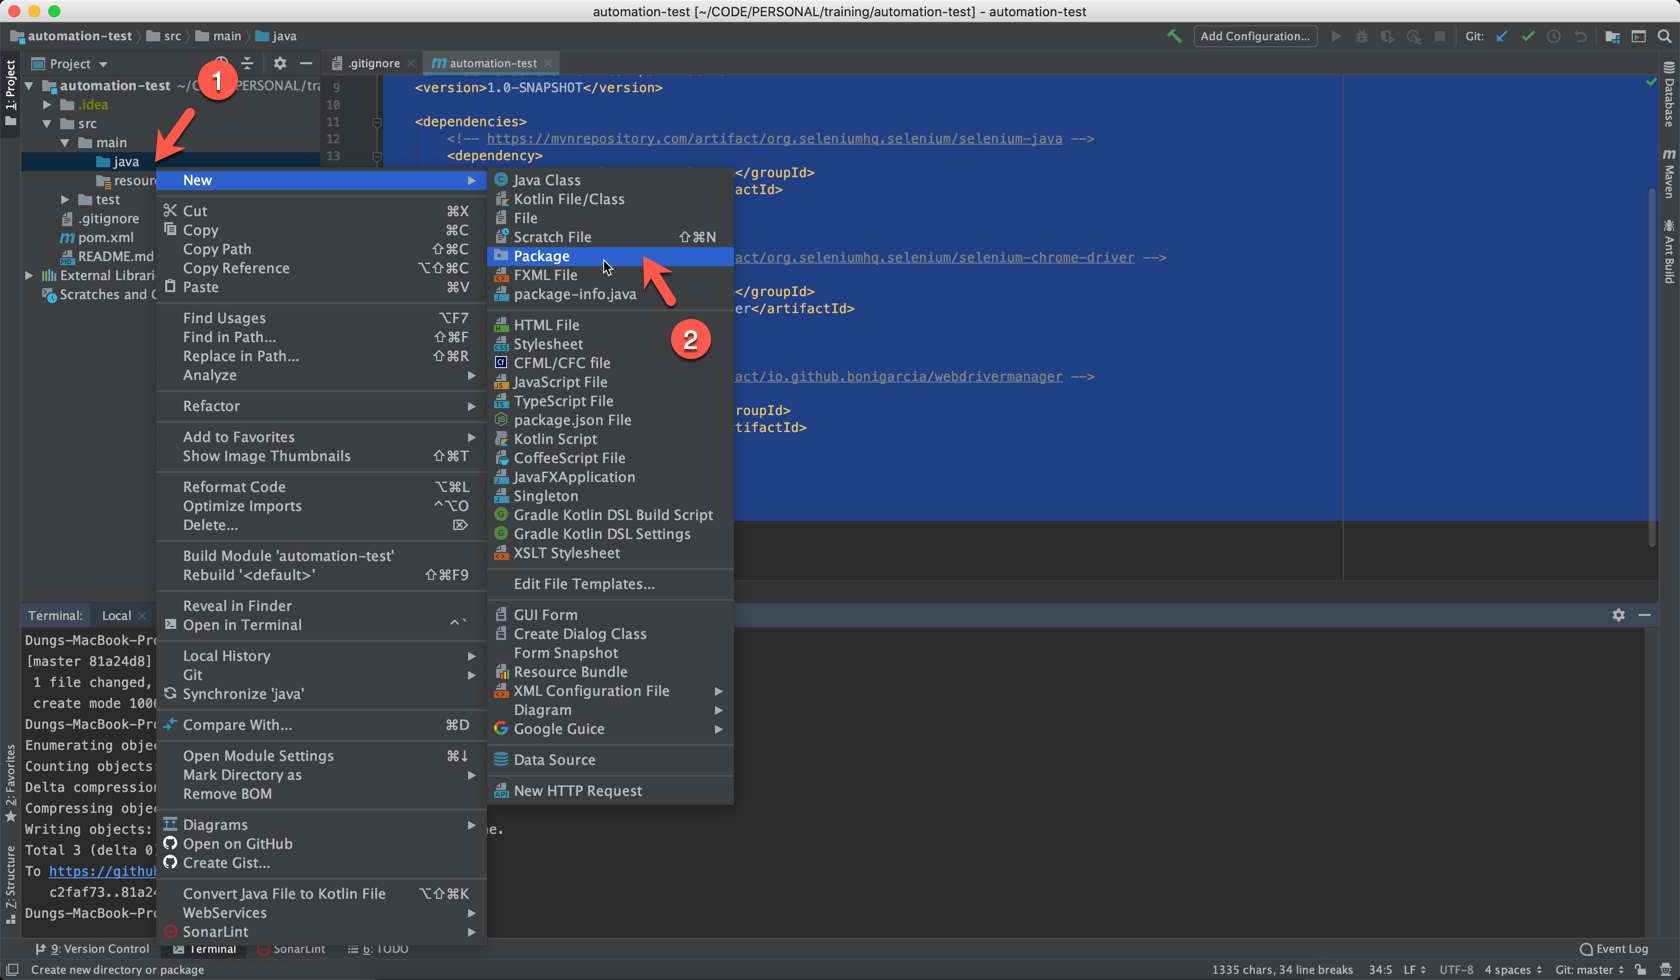 automation-test [~/CODE/PERSONAL/training/automation-test] - automation-test
automation-test
src
main
java
Add Configuration...
Git:
1: Project
Project
.gitignore
automation-test
automation-test ~/C
PERSONAL/tra
.idea
src
main
java
resour
test
.gitignore
pom.xml
README.md
External Librari
Scratches and C
1
9
10
11
12
13
<version>1.0-SNAPSHOT</version>
<dependencies>
<!-- https://mvnrepository.com/artifact/org.seleniumhq.selenium/selenium-java -->
<dependency>
</groupId>
actId>
act/org.seleniumhq.selenium/selenium-chrome-driver -->
</groupId>
er</artifactId>
act/io.github.bonigarcia/webdrivermanager -->
roupId>
tifactId>
New
Cut ⌘X
Copy ⌘C
Copy Path ⇧⌘C
Copy Reference ⌥⇧⌘C
Paste ⌘V
Find Usages ⌥F7
Find in Path... ⇧⌘F
Replace in Path... ⇧⌘R
Analyze
Refactor
Add to Favorites
Show Image Thumbnails ⇧⌘T
Reformat Code ⌥⌘L
Optimize Imports ^⌥O
Delete... ⌦
Build Module 'automation-test'
Rebuild '<default>' ⇧⌘F9
Reveal in Finder
Open in Terminal ^`
Local History
Git
Synchronize 'java'
Compare With... ⌘D
Open Module Settings ⌘↓
Mark Directory as
Remove BOM
Diagrams
Open on GitHub
Create Gist...
Convert Java File to Kotlin File ⌥⇧⌘K
WebServices
SonarLint
Java Class
Kotlin File/Class
File
Scratch File ⇧⌘N
Package
FXML File
package-info.java
2
HTML File
Stylesheet
CFML/CFC file
JavaScript File
TypeScript File
package.json File
Kotlin Script
CoffeeScript File
JavaFXApplication
Singleton
Gradle Kotlin DSL Build Script
Gradle Kotlin DSL Settings
XSLT Stylesheet
Edit File Templates...
GUI Form
Create Dialog Class
Form Snapshot
Resource Bundle
XML Configuration File
Diagram
Google Guice
Data Source
New HTTP Request
Database
Maven
Ant Build
2: Favorites
Z: Structure
Terminal:
Local
Dungs-MacBook-Pro
[master 81a24d8]
1 file changed,
create mode 1006
Dungs-MacBook-Pro
Enumerating objec
Counting objects:
Delta compression
Compressing objec
Writing objects:
e.
Total 3 (delta 0)
To https://github
c2faf73..81a24
Dungs-MacBook-Pro
9: Version Control
Terminal
SonarLint
6: TODO
Event Log
Create new directory or package
1335 chars, 34 line breaks
34:5
LF
UTF-8
4 spaces
Git: master